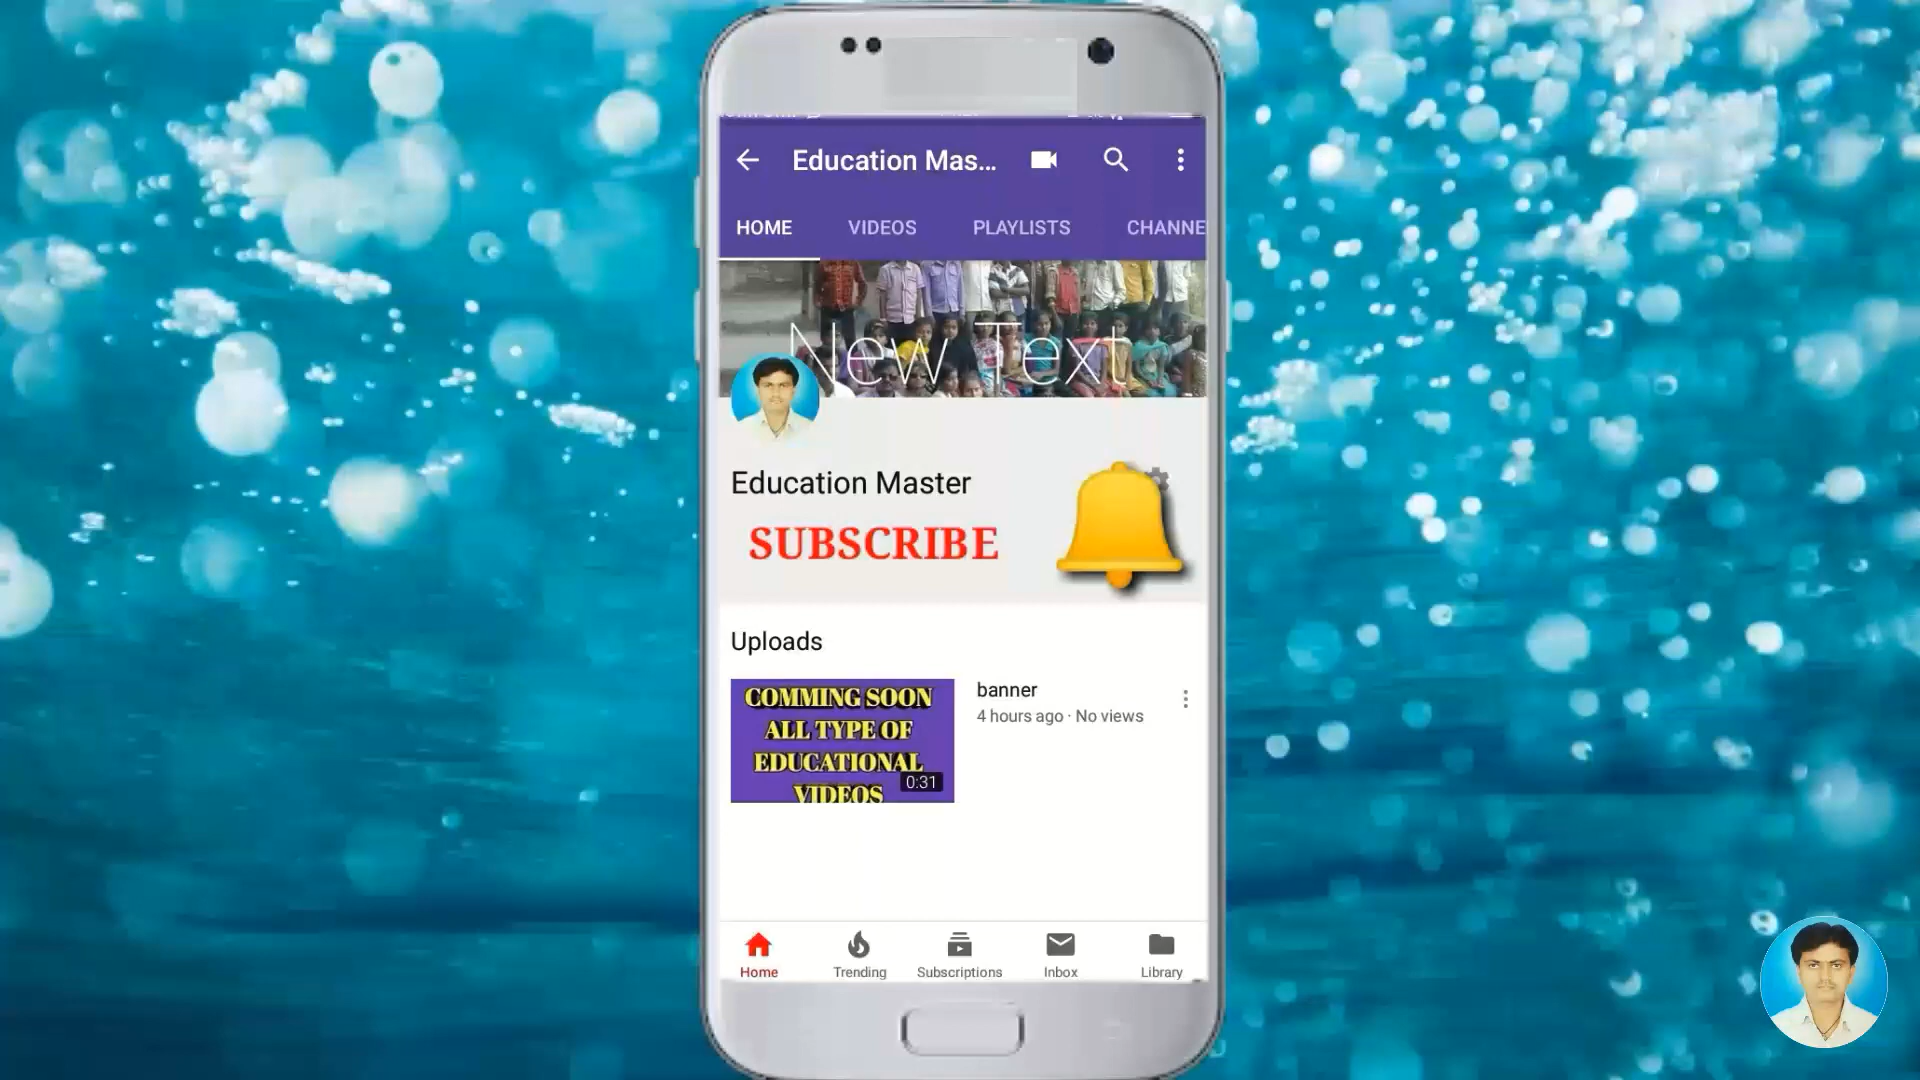 Education Mas...
HOME VIDEOS PLAYLISTS CHANNE
New Text
Education Master
SUBSCRIBE
Uploads
COMMING SOON
ALL TYPE OF
EDUCATIONAL
VIDEOS
0:31
banner
4 hours ago · No views
Home Trending Subscriptions Inbox Library